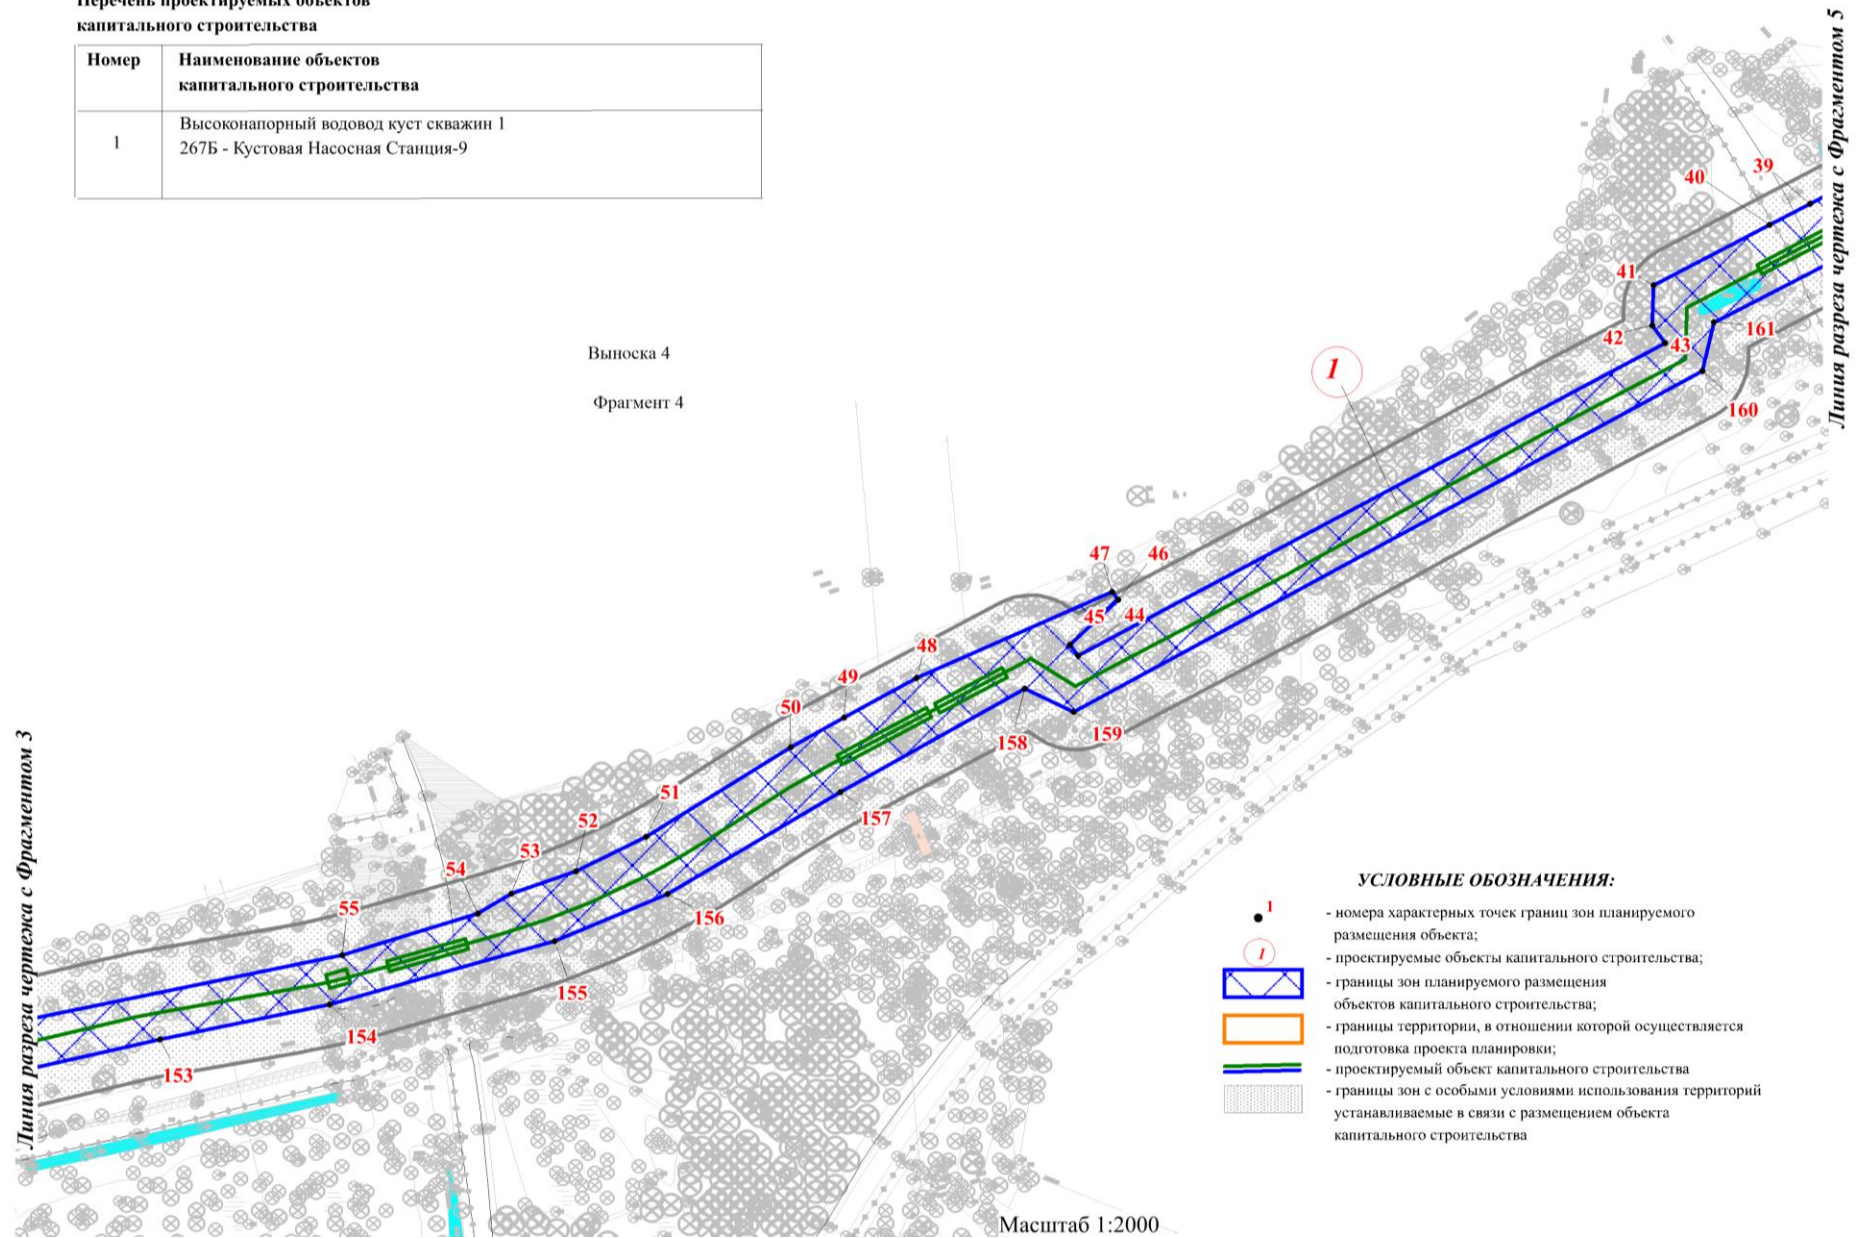 Перечень проектируемых объектов
капитального строительства
Номер
Наименование объектов
капитального строительства
1
Высоконапорный водовод куст скважин 1
267Б - Кустовая Насосная Станция-9
Выноска 4
Фрагмент 4
Линия разреза чертежа с Фрагментом 5
39
40
41
42
43
161
160
1
47
46
45
44
48
49
50
158
159
51
157
52
53
54
55
156
155
154
153
Линия разреза чертежа с Фрагментом 3
УСЛОВНЫЕ ОБОЗНАЧЕНИЯ:
1
- номера характерных точек границ зон планируемого
размещения объекта;
1
- проектируемые объекты капитального строительства;
- границы зон планируемого размещения
объектов капитального строительства;
- границы территории, в отношении которой осуществляется
подготовка проекта планировки;
- проектируемый объект капитального строительства
- границы зон с особыми условиями использования территорий
устанавливаемые в связи с размещением объекта
капитального строительства
Масштаб 1:2000